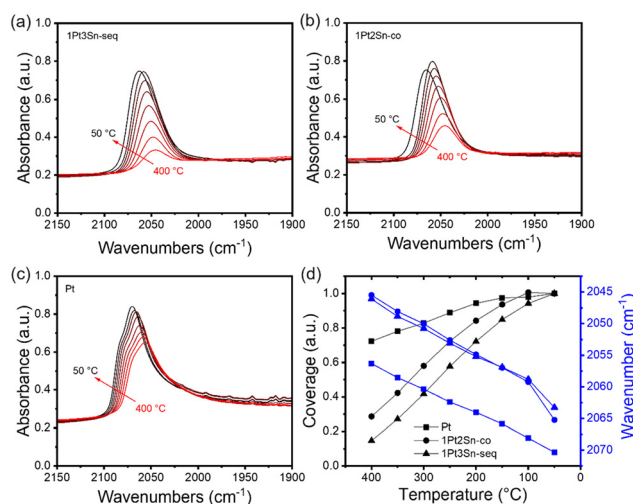 (a)
1Pt3Sn-seq
50 °C
400 °C
Absorbance (a.u.)
1.0
0.8
0.6
0.4
0.2
0.0
2150 2100 2050 2000 1950 1900
Wavenumbers (cm-1)
(b)
1Pt2Sn-co
50 °C
400 °C
Absorbance (a.u.)
1.0
0.8
0.6
0.4
0.2
0.0
2150 2100 2050 2000 1950 1900
Wavenumbers (cm-1)
(c)
Pt
50 °C
400 °C
Absorbance (a.u.)
1.0
0.8
0.6
0.4
0.2
0.0
2150 2100 2050 2000 1950 1900
Wavenumbers (cm-1)
(d)
Coverage (a.u.)
1.0
0.8
0.6
0.4
0.2
0.0
Pt
1Pt2Sn-co
1Pt3Sn-seq
400 300 200 100 0
Temperature (°C)
2045
2050
2055
2060
2065
2070
Wavenumber (cm-1)